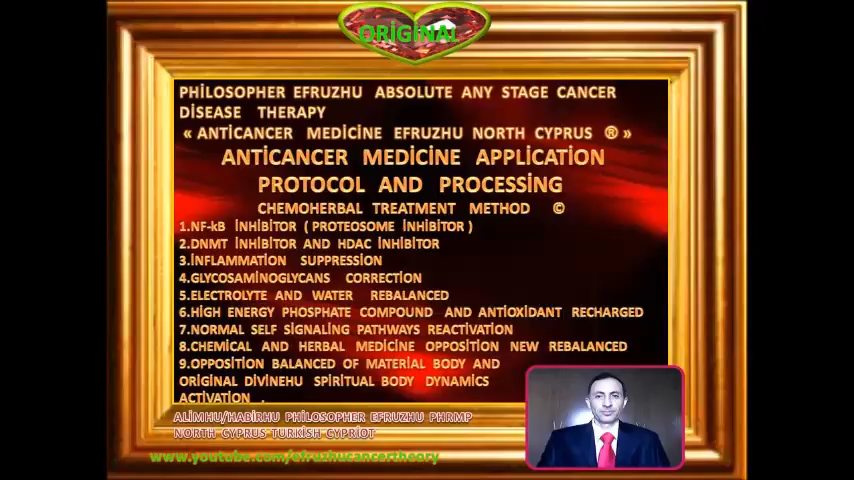 ORİGİNAL
PHİLOSOPHER EFRUZHU ABSOLUTE ANY STAGE CANCER
DİSEASE THERAPY
« ANTİCANCER MEDİCİNE EFRUZHU NORTH CYPRUS ® »
ANTİCANCER MEDİCİNE APPLİCATİON
PROTOCOL AND PROCESSİNG
CHEMOHERBAL TREATMENT METHOD ©
1.NF-kB İNHİBİTOR ( PROTEOSOME İNHİBİTOR )
2.DNMT İNHİBİTOR AND HDAC İNHİBİTOR
3.İNFLAMMATİON SUPPRESSİON
4.GLYCOSAMİNOGLYCANS CORRECTİON
5.ELECTROLYTE AND WATER REBALANCED
6.HİGH ENERGY PHOSPHATE COMPOUND AND ANTİOXİDANT RECHARGED
7.NORMAL SELF SİGNALİNG PATHWAYS REACTİVATİON
8.CHEMİCAL AND HERBAL MEDİCİNE OPPOSİTİON NEW REBALANCED
9.OPPOSİTİON BALANCED OF MATERİAL BODY AND
ORİGİNAL DİVİNEHU SPİRİTUAL BODY DYNAMİCS
ACTİVATİON .
ALİMHU/HABİRHU PHİLOSOPHER EFRUZHU PHRMP
NORTH CYPRUS TURKİSH CYPRİOT
www.youtube.com/efruzhucancertheory